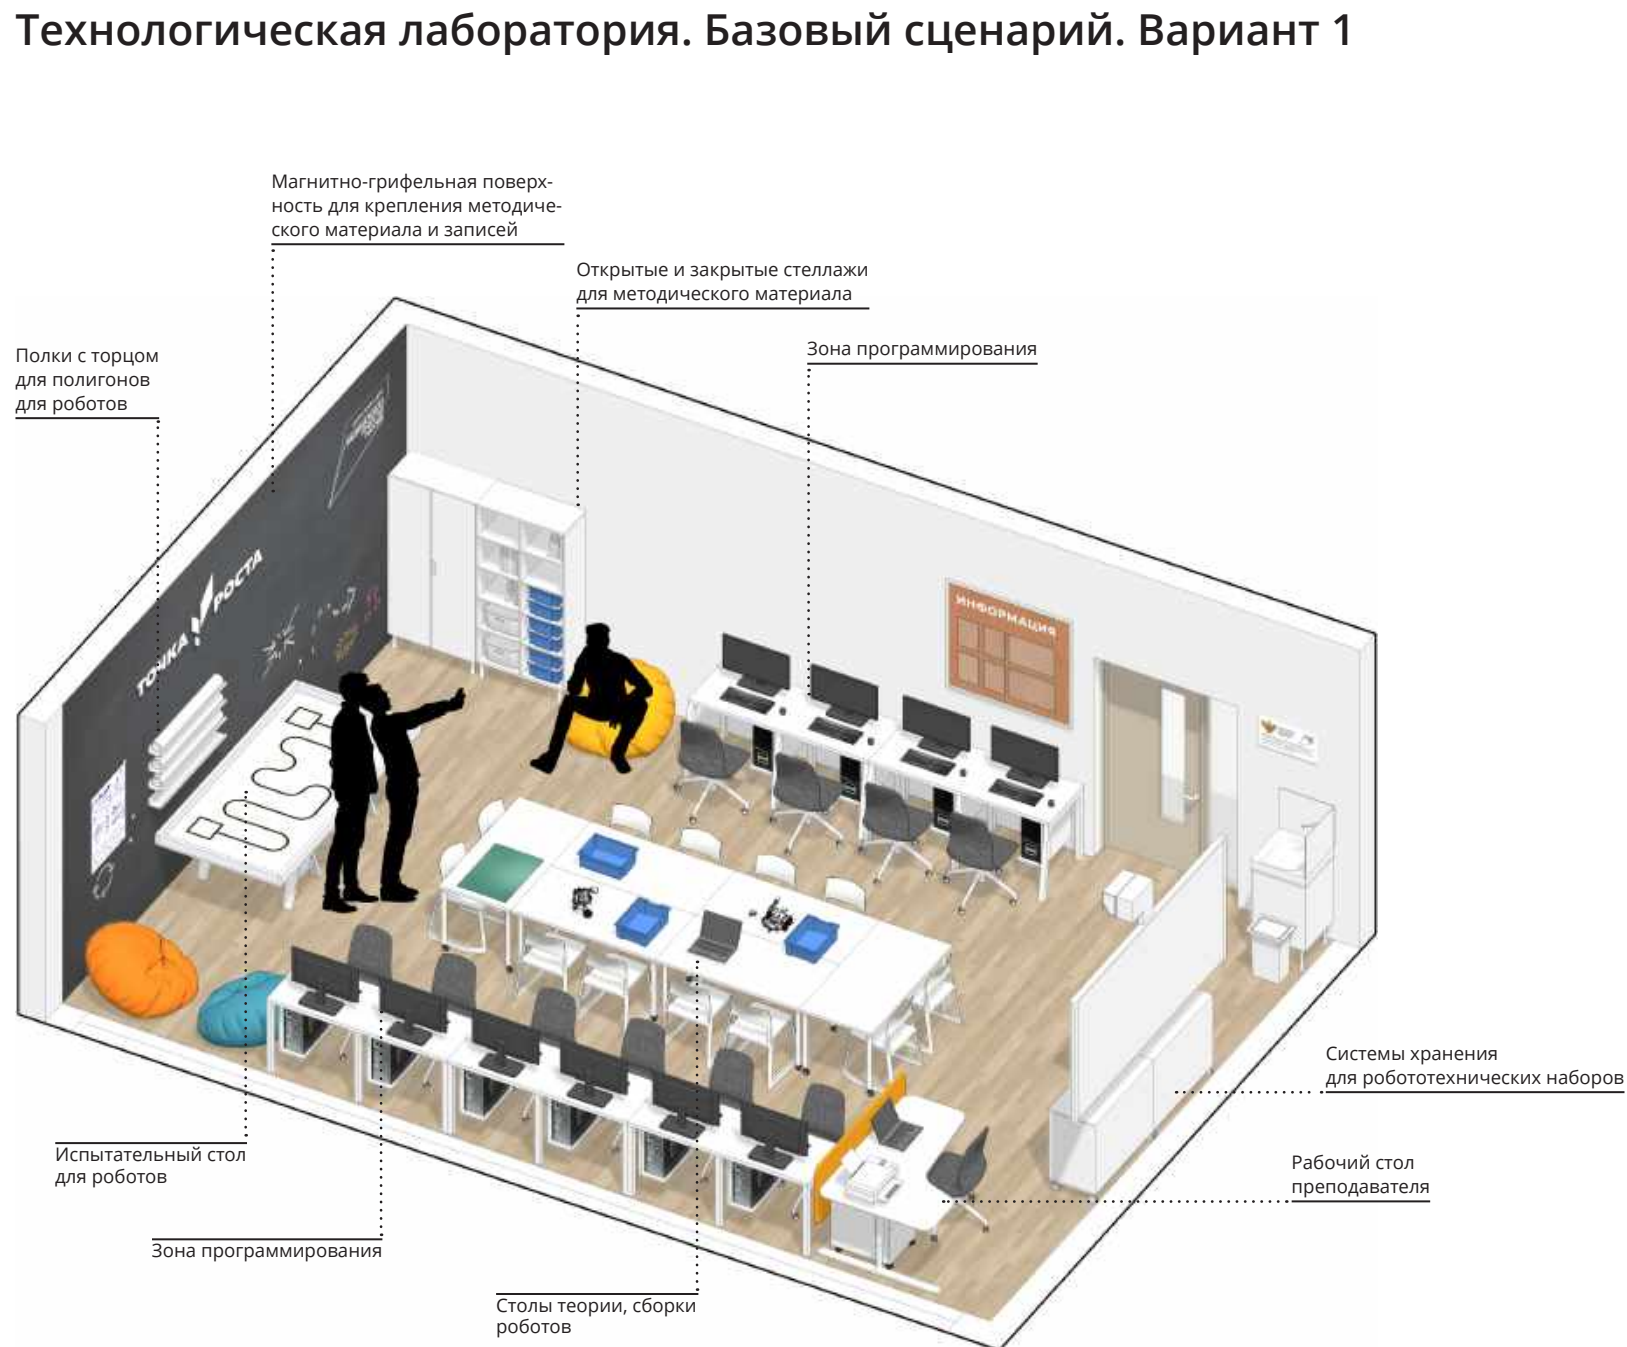 Технологическая лаборатория. Базовый сценарий. Вариант 1
Магнитно-грифельная поверх-
ность для крепления методиче-
ского материала и записей
Открытые и закрытые стеллажи
для методического материала
Зона программирования
Полки с торцом
для полигонов
для роботов
ТОЧКА РОСТА
ИНФОРМАЦИЯ
Системы хранения
для робототехнических наборов
Рабочий стол
преподавателя
Испытательный стол
для роботов
Зона программирования
Столы теории, сборки
роботов